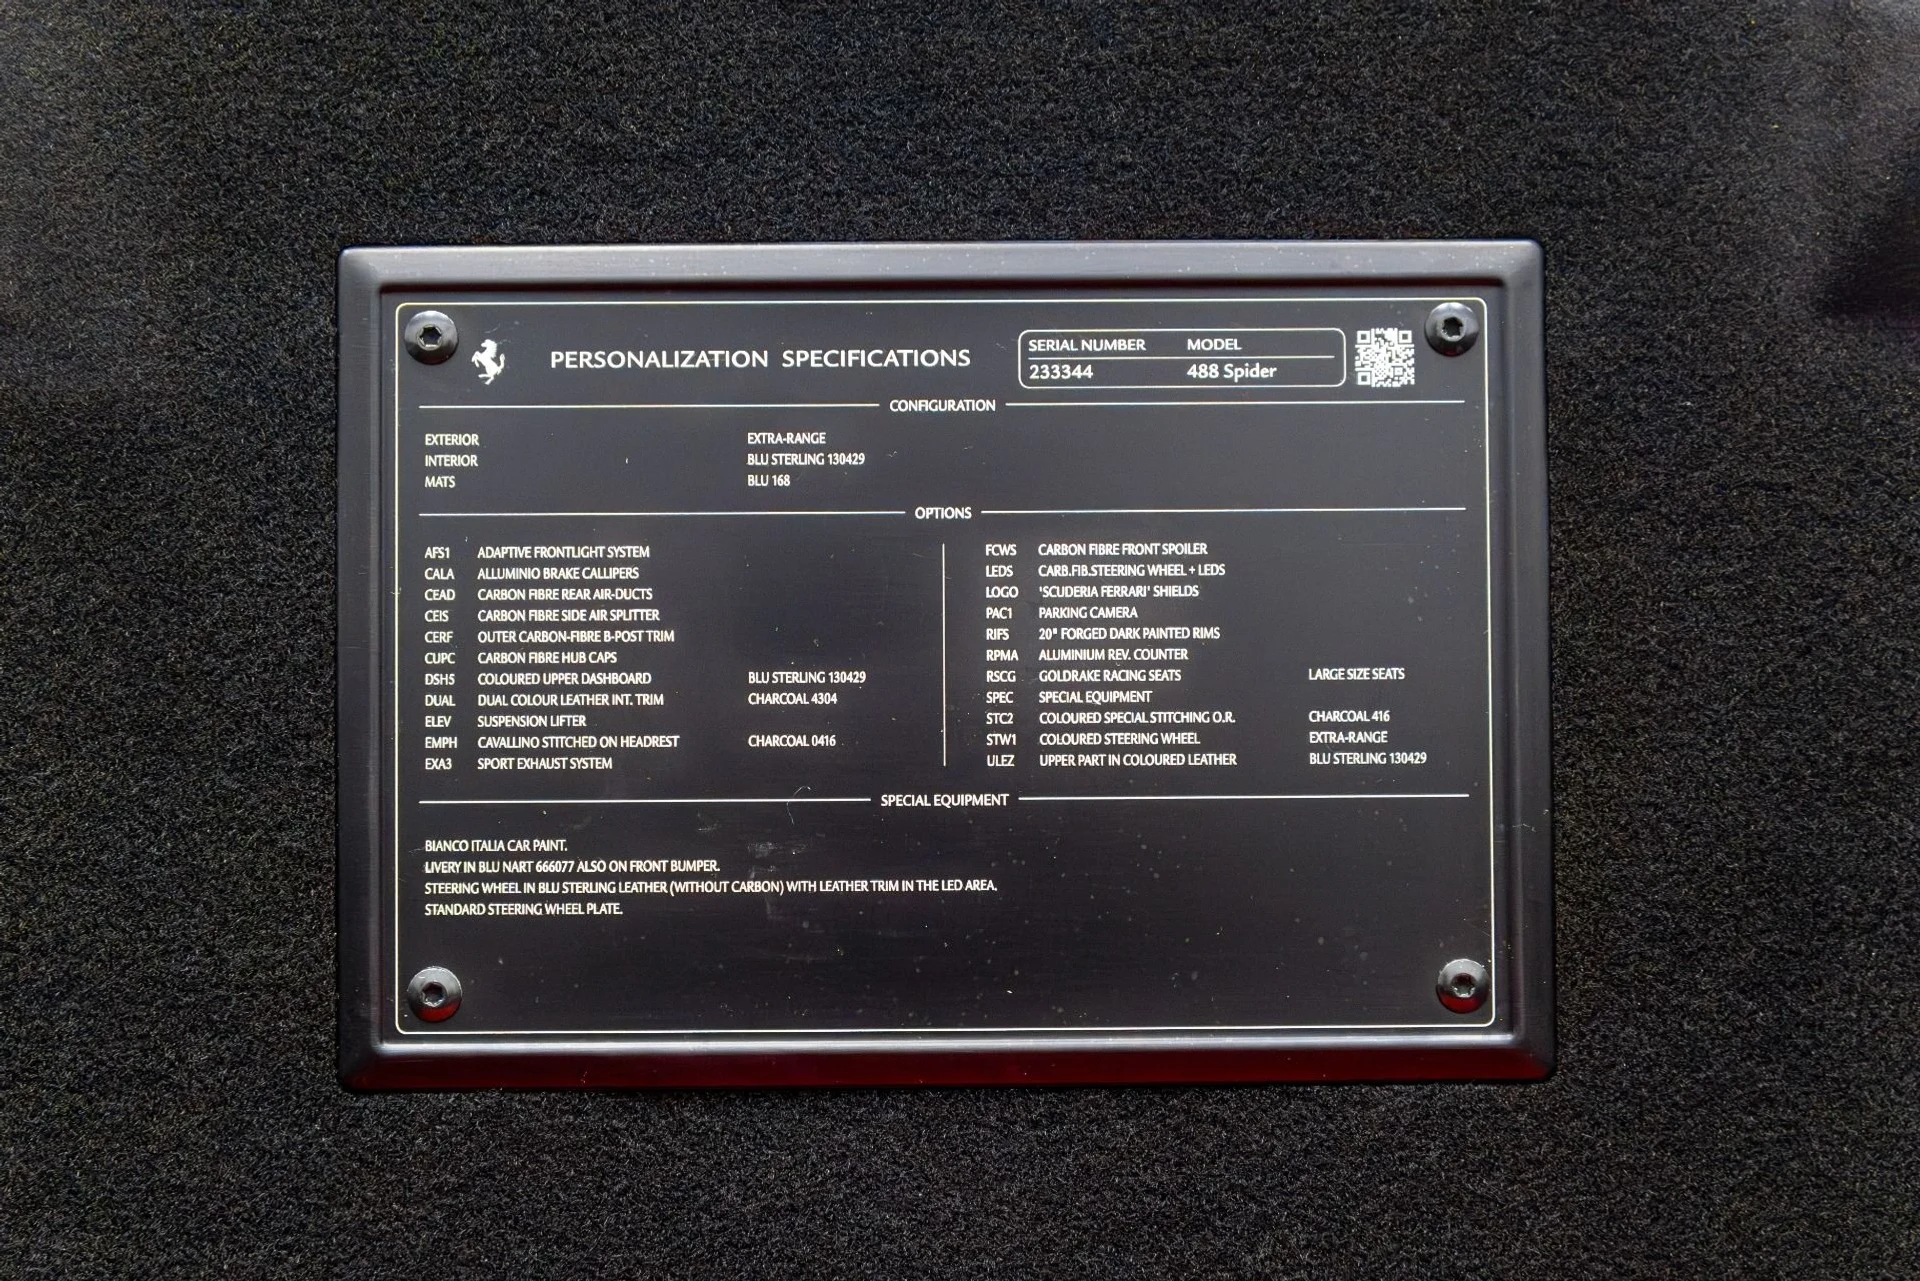 PERSONALIZATION SPECIFICATIONS
SERIAL NUMBER MODEL
233344 488 Spider
CONFIGURATION
EXTERIOR EXTRA-RANGE
INTERIOR BLU STERLING 130429
MATS BLU 168
OPTIONS
AFS1 ADAPTIVE FRONTLIGHT SYSTEM
CALA ALLUMINIO BRAKE CALLIPERS
CEAD CARBON FIBRE REAR AIR-DUCTS
CEIS CARBON FIBRE SIDE AIR SPLITTER
CERF OUTER CARBON-FIBRE B-POST TRIM
CUPC CARBON FIBRE HUB CAPS
DSH5 COLOURED UPPER DASHBOARD BLU STERLING 130429
DUAL DUAL COLOUR LEATHER INT. TRIM CHARCOAL 4304
ELEV SUSPENSION LIFTER
EMPH CAVALLINO STITCHED ON HEADREST CHARCOAL 0416
EXA3 SPORT EXHAUST SYSTEM
FCWS CARBON FIBRE FRONT SPOILER
LEDS CARB.FIB.STEERING WHEEL + LEDS
LOGO 'SCUDERIA FERRARI' SHIELDS
PAC1 PARKING CAMERA
RIFS 20" FORGED DARK PAINTED RIMS
RPMA ALUMINIUM REV. COUNTER
RSCG GOLDRAKE RACING SEATS LARGE SIZE SEATS
SPEC SPECIAL EQUIPMENT
STC2 COLOURED SPECIAL STITCHING O.R. CHARCOAL 416
STW1 COLOURED STEERING WHEEL EXTRA-RANGE
ULEZ UPPER PART IN COLOURED LEATHER BLU STERLING 130429
SPECIAL EQUIPMENT
BIANCO ITALIA CAR PAINT.
LIVERY IN BLU NART 666077 ALSO ON FRONT BUMPER.
STEERING WHEEL IN BLU STERLING LEATHER (WITHOUT CARBON) WITH LEATHER TRIM IN THE LED AREA.
STANDARD STEERING WHEEL PLATE.